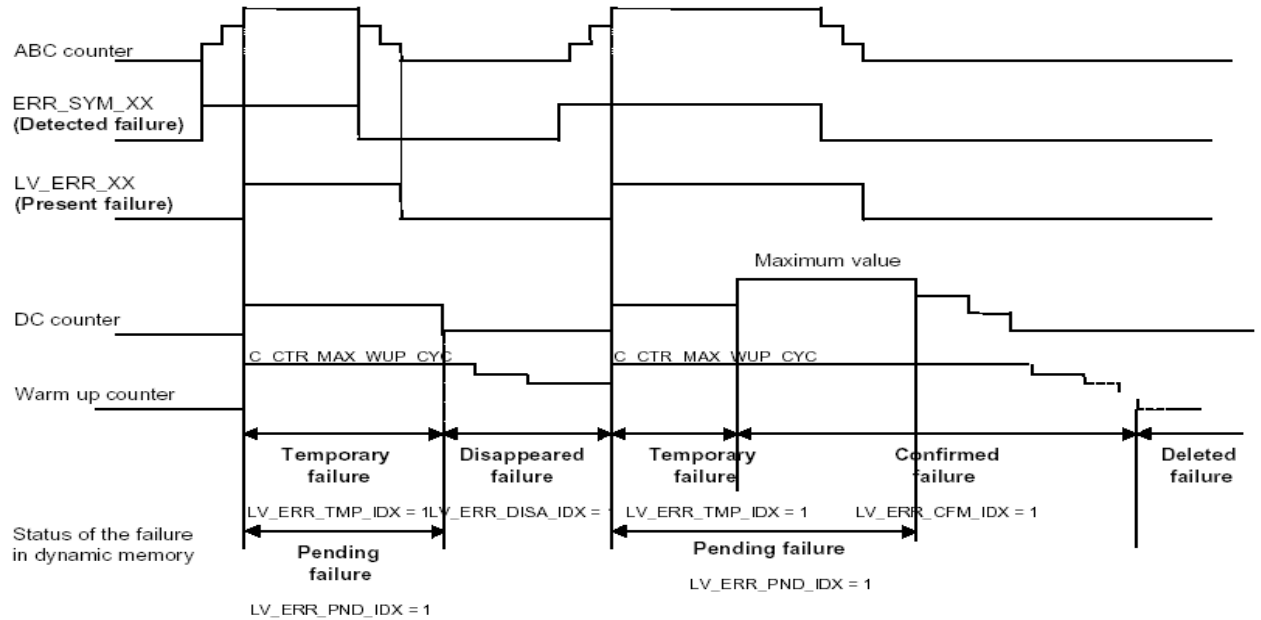 ABC counter
ERR_SYM_XX
(Detected failure)
LV_ERR_XX
(Present failure)
Maximum value
DC counter
C_CTR_MAX_WUP_CYC C_CTR_MAX_WUP_CYC
Warm up counter
Temporary failure Disappeared failure Temporary failure Confirmed failure Deleted failure
LV_ERR_TMP_IDX = 1 LV_ERR_DISA_IDX = LV_ERR_TMP_IDX = 1 LV_ERR_CFM_IDX = 1
Status of the failure
in dynamic memory
Pending
failure
LV_ERR_PND_IDX = 1
Pending failure
LV_ERR_PND_IDX = 1